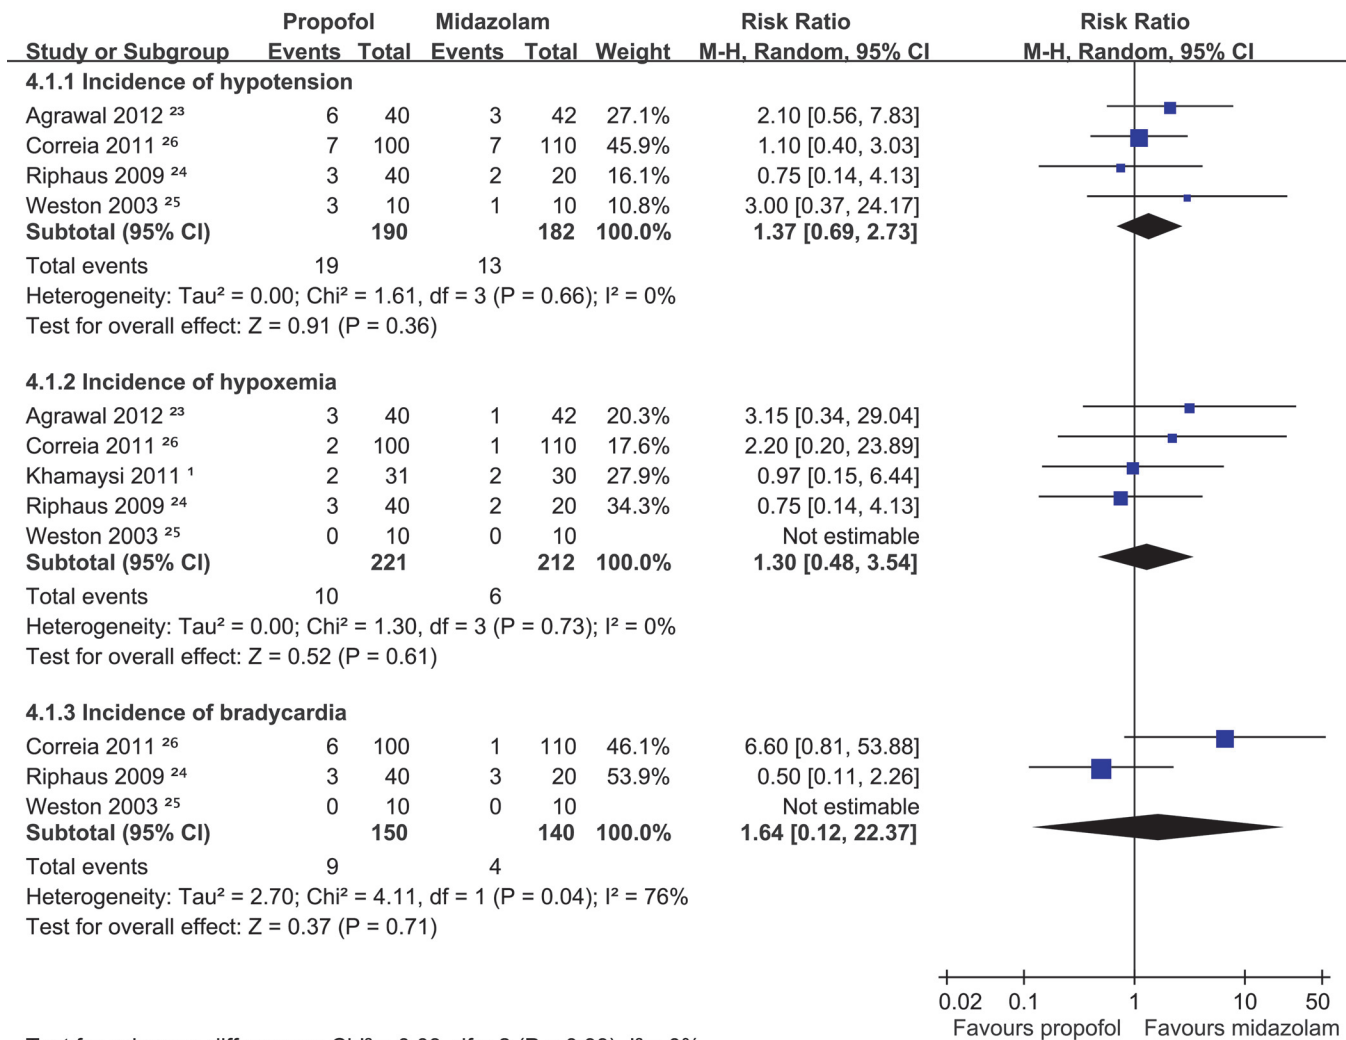 Propofol Midazolam Risk Ratio Risk Ratio
Study or Subgroup Events Total Events Total Weight M-H, Random, 95% CI M-H, Random, 95% CI
4.1.1 Incidence of hypotension
Agrawal 2012 ²³ 6 40 3 42 27.1% 2.10 [0.56, 7.83]
Correia 2011 ²⁶ 7 100 7 110 45.9% 1.10 [0.40, 3.03]
Riphaus 2009 ²⁴ 3 40 2 20 16.1% 0.75 [0.14, 4.13]
Weston 2003 ²⁵ 3 10 1 10 10.8% 3.00 [0.37, 24.17]
Subtotal (95% CI) 190 182 100.0% 1.37 [0.69, 2.73]
Total events 19 13
Heterogeneity: Tau² = 0.00; Chi² = 1.61, df = 3 (P = 0.66); I² = 0%
Test for overall effect: Z = 0.91 (P = 0.36)
4.1.2 Incidence of hypoxemia
Agrawal 2012 ²³ 3 40 1 42 20.3% 3.15 [0.34, 29.04]
Correia 2011 ²⁶ 2 100 1 110 17.6% 2.20 [0.20, 23.89]
Khamaysi 2011 ¹ 2 31 2 30 27.9% 0.97 [0.15, 6.44]
Riphaus 2009 ²⁴ 3 40 2 20 34.3% 0.75 [0.14, 4.13]
Weston 2003 ²⁵ 0 10 0 10 Not estimable
Subtotal (95% CI) 221 212 100.0% 1.30 [0.48, 3.54]
Total events 10 6
Heterogeneity: Tau² = 0.00; Chi² = 1.30, df = 3 (P = 0.73); I² = 0%
Test for overall effect: Z = 0.52 (P = 0.61)
4.1.3 Incidence of bradycardia
Correia 2011 ²⁶ 6 100 1 110 46.1% 6.60 [0.81, 53.88]
Riphaus 2009 ²⁴ 3 40 3 20 53.9% 0.50 [0.11, 2.26]
Weston 2003 ²⁵ 0 10 0 10 Not estimable
Subtotal (95% CI) 150 140 100.0% 1.64 [0.12, 22.37]
Total events 9 4
Heterogeneity: Tau² = 2.70; Chi² = 4.11, df = 1 (P = 0.04); I² = 76%
Test for overall effect: Z = 0.37 (P = 0.71)
0.02 0.1 1 10 50
Favours propofol Favours midazolam